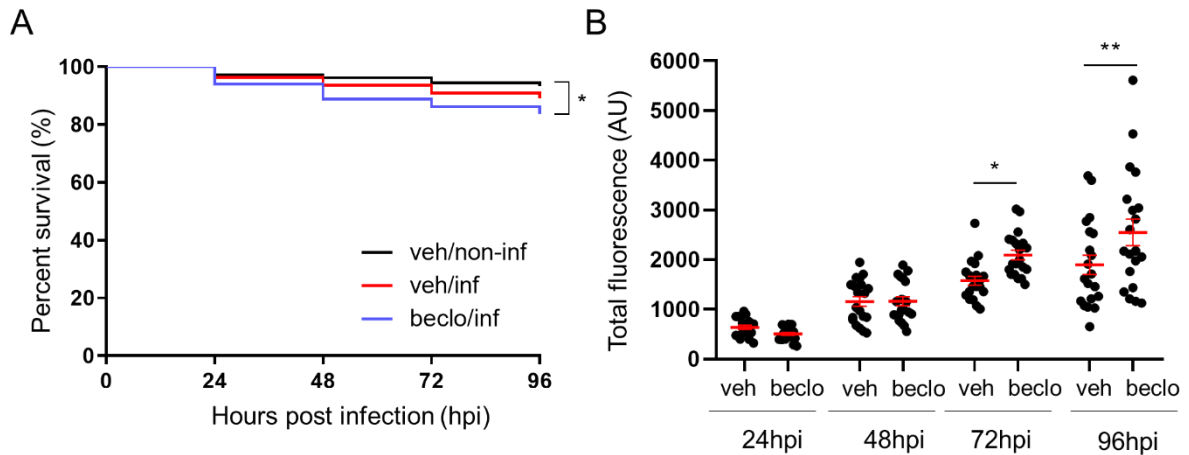 A
Percent survival (%)
100
80
60
40
20
0
veh/non-inf
veh/inf
beclo/inf
*
0 24 48 72 96
Hours post infection (hpi)
B
Total fluorescence (AU)
6000
5000
4000
3000
2000
1000
0
*
**
veh beclo veh beclo veh beclo veh beclo
24hpi 48hpi 72hpi 96hpi